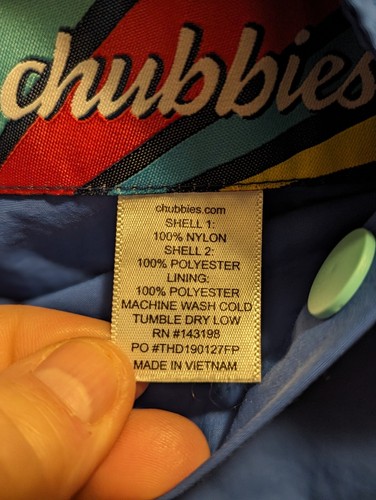 chubbies
chubbies.com
SHELL 1:
100% NYLON
SHELL 2:
100% POLYESTER
LINING:
100% POLYESTER
MACHINE WASH COLD
TUMBLE DRY LOW
RN #143198
PO #THD190127FP
MADE IN VIETNAM